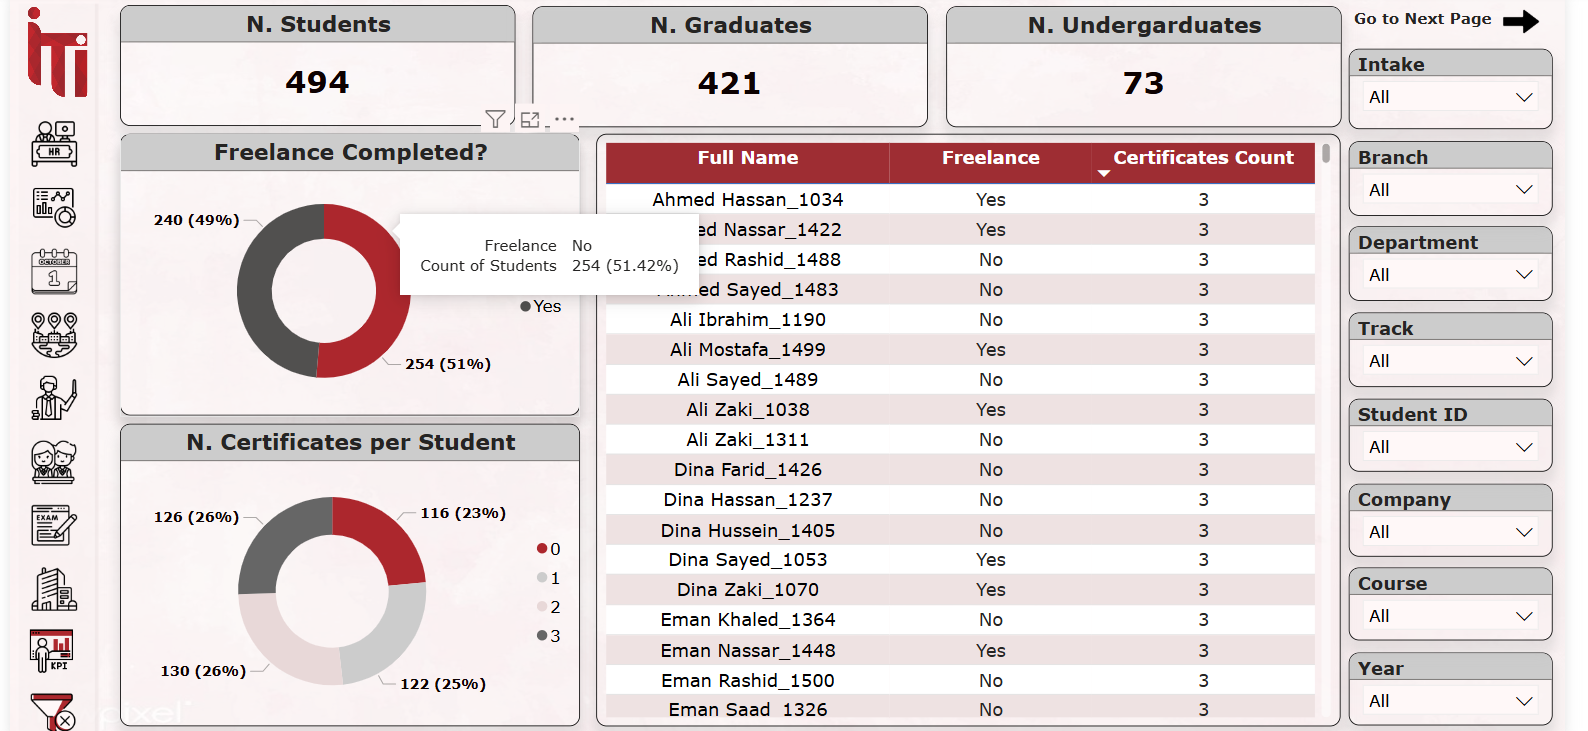 iTi
N. Students
494
N. Graduates
421
N. Undergarduates
73
Go to Next Page
HR
OCTOBER
1
EXAM
KPI
Freelance Completed?
240 (49%)
254 (51%)
Yes
Freelance No
Count of Students 254 (51.42%)
N. Certificates per Student
126 (26%)
116 (23%)
130 (26%)
122 (25%)
0
1
2
3
pixel
Full Name Freelance Certificates Count
Ahmed Hassan_1034 Yes 3
ed Nassar_1422 Yes 3
ed Rashid_1488 No 3
ed Sayed_1483 No 3
Ali Ibrahim_1190 No 3
Ali Mostafa_1499 Yes 3
Ali Sayed_1489 No 3
Ali Zaki_1038 Yes 3
Ali Zaki_1311 No 3
Dina Farid_1426 No 3
Dina Hassan_1237 No 3
Dina Hussein_1405 No 3
Dina Sayed_1053 Yes 3
Dina Zaki_1070 Yes 3
Eman Khaled_1364 No 3
Eman Nassar_1448 Yes 3
Eman Rashid_1500 No 3
Eman Saad_1326 No 3
Intake
All
Branch
All
Department
All
Track
All
Student ID
All
Company
All
Course
All
Year
All